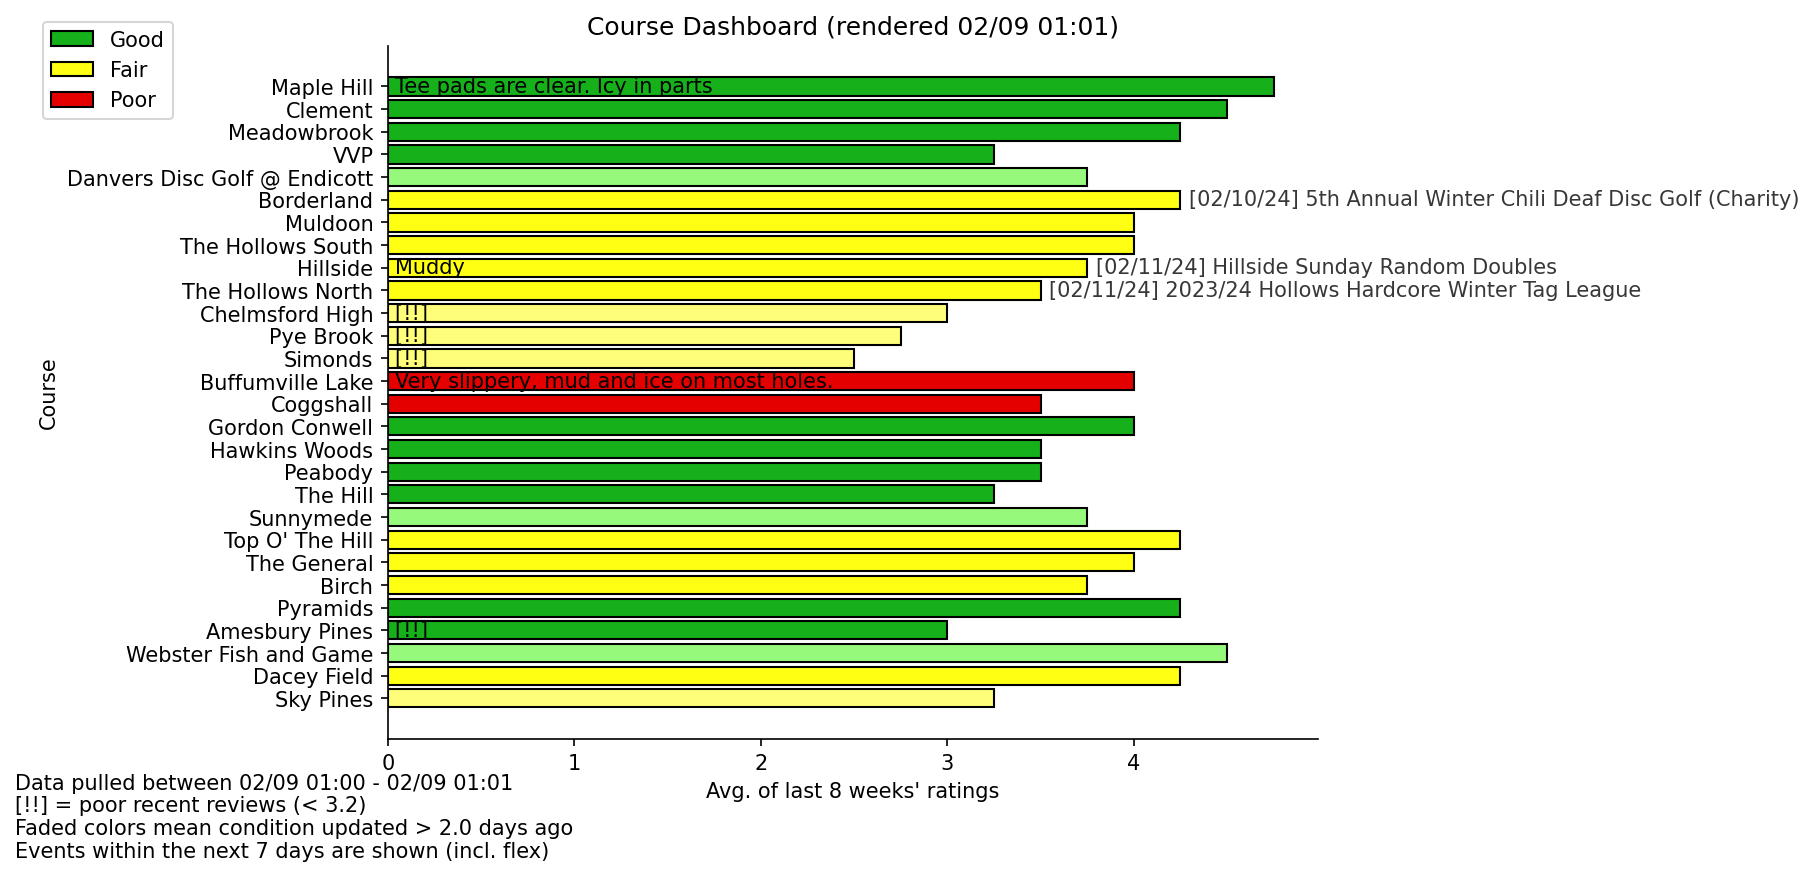 Course Dashboard (rendered 02/09 01:01)
Good
Fair
Poor
Maple Hill Tee pads are clear. Icy in parts
Clement
Meadowbrook
VVP
Danvers Disc Golf @ Endicott
Borderland [02/10/24] 5th Annual Winter Chili Deaf Disc Golf (Charity)
Muldoon
The Hollows South
Hillside Muddy [02/11/24] Hillside Sunday Random Doubles
The Hollows North [02/11/24] 2023/24 Hollows Hardcore Winter Tag League
Chelmsford High [!!]
Pye Brook [!!]
Simonds [!!]
Buffumville Lake Very slippery, mud and ice on most holes.
Coggshall
Gordon Conwell
Hawkins Woods
Peabody
The Hill
Sunnymede
Top O' The Hill
The General
Birch
Pyramids
Amesbury Pines [!!]
Webster Fish and Game
Dacey Field
Sky Pines
Course
0 1 2 3 4
Avg. of last 8 weeks' ratings
Data pulled between 02/09 01:00 - 02/09 01:01
[!!] = poor recent reviews (< 3.2)
Faded colors mean condition updated > 2.0 days ago
Events within the next 7 days are shown (incl. flex)